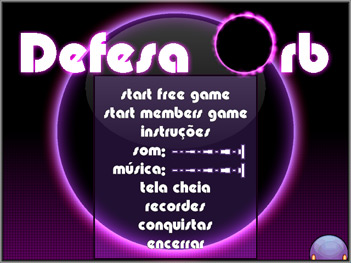 Defesa Orb
start free game
start members game
instruções
som:
música:
tela cheia
recordes
conquistas
encerrar